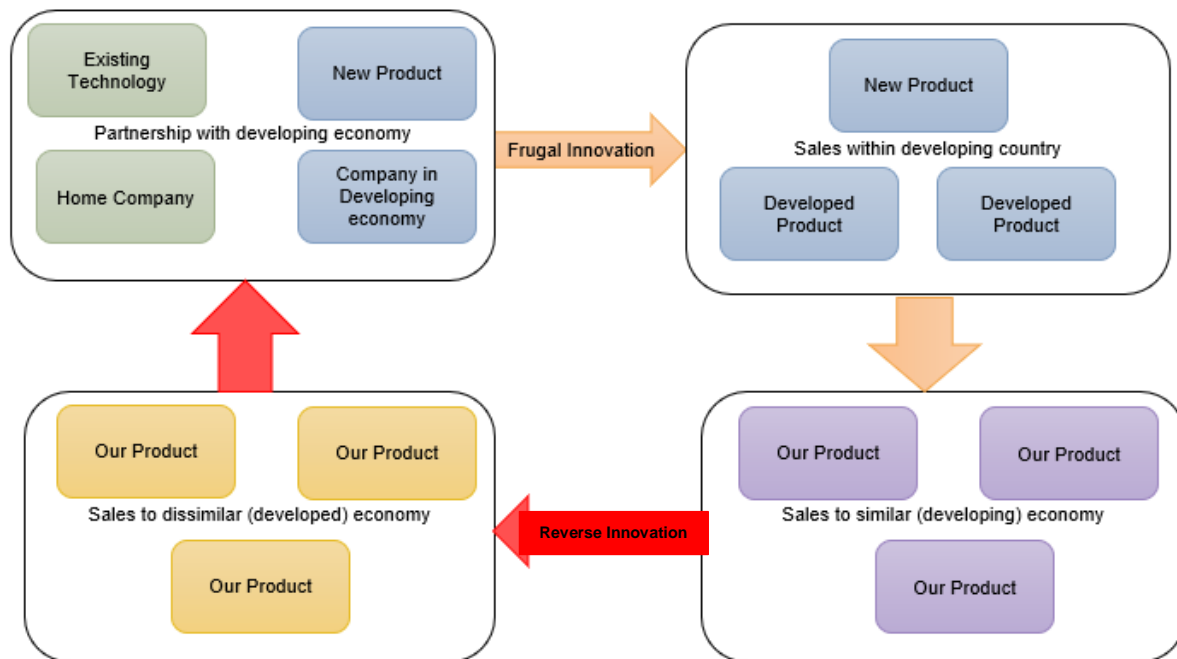 Existing
Technology
New Product
Partnership with developing economy
Home Company
Company in
Developing
economy
Frugal Innovation
New Product
Sales within developing country
Developed
Product
Developed
Product
Our Product
Our Product
Sales to dissimilar (developed) economy
Our Product
Reverse Innovation
Our Product
Our Product
Sales to similar (developing) economy
Our Product